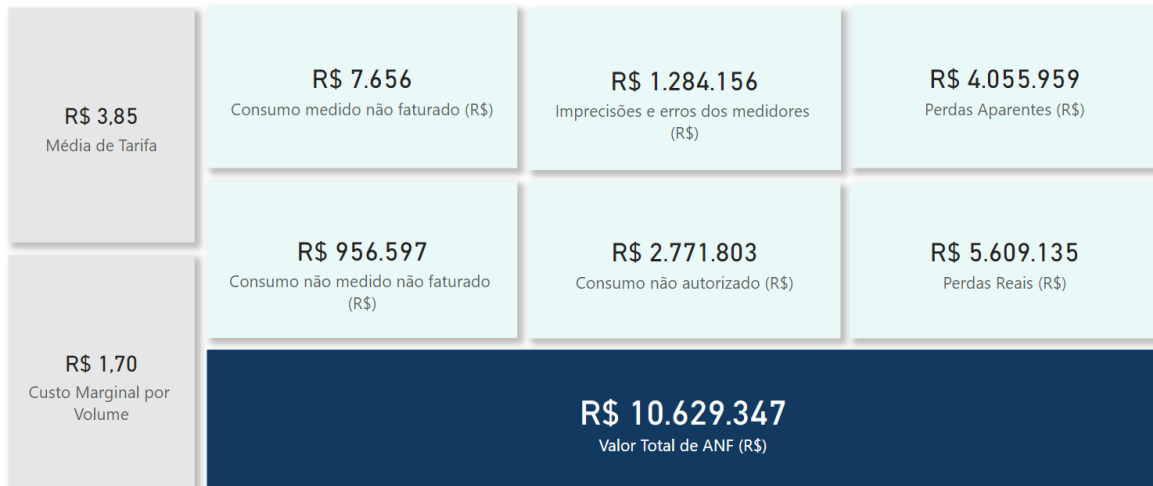 R$ 3,85
Média de Tarifa
R$ 1,70
Custo Marginal por
Volume
R$ 7.656
Consumo medido não faturado (R$)
R$ 1.284.156
Imprecisões e erros dos medidores
(R$)
R$ 4.055.959
Perdas Aparentes (R$)
R$ 956.597
Consumo não medido não faturado
(R$)
R$ 2.771.803
Consumo não autorizado (R$)
R$ 5.609.135
Perdas Reais (R$)
R$ 10.629.347
Valor Total de ANF (R$)